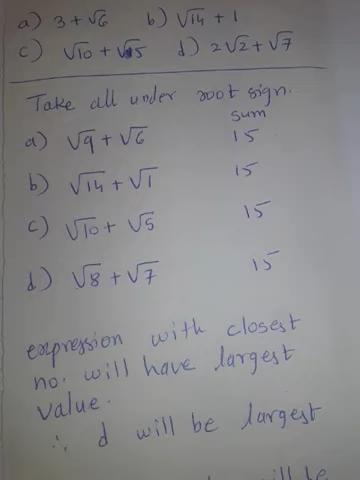 a) 3 + √6 b) √14 + 1
c) √10 + √5 d) 2√2 + √7
Take all under root sign.
sum
a) √9 + √6 15
b) √14 + √1 15
c) √10 + √5 15
d) √8 + √7 15
expression with closest
no. will have largest
value.
∴ d will be largest
will be